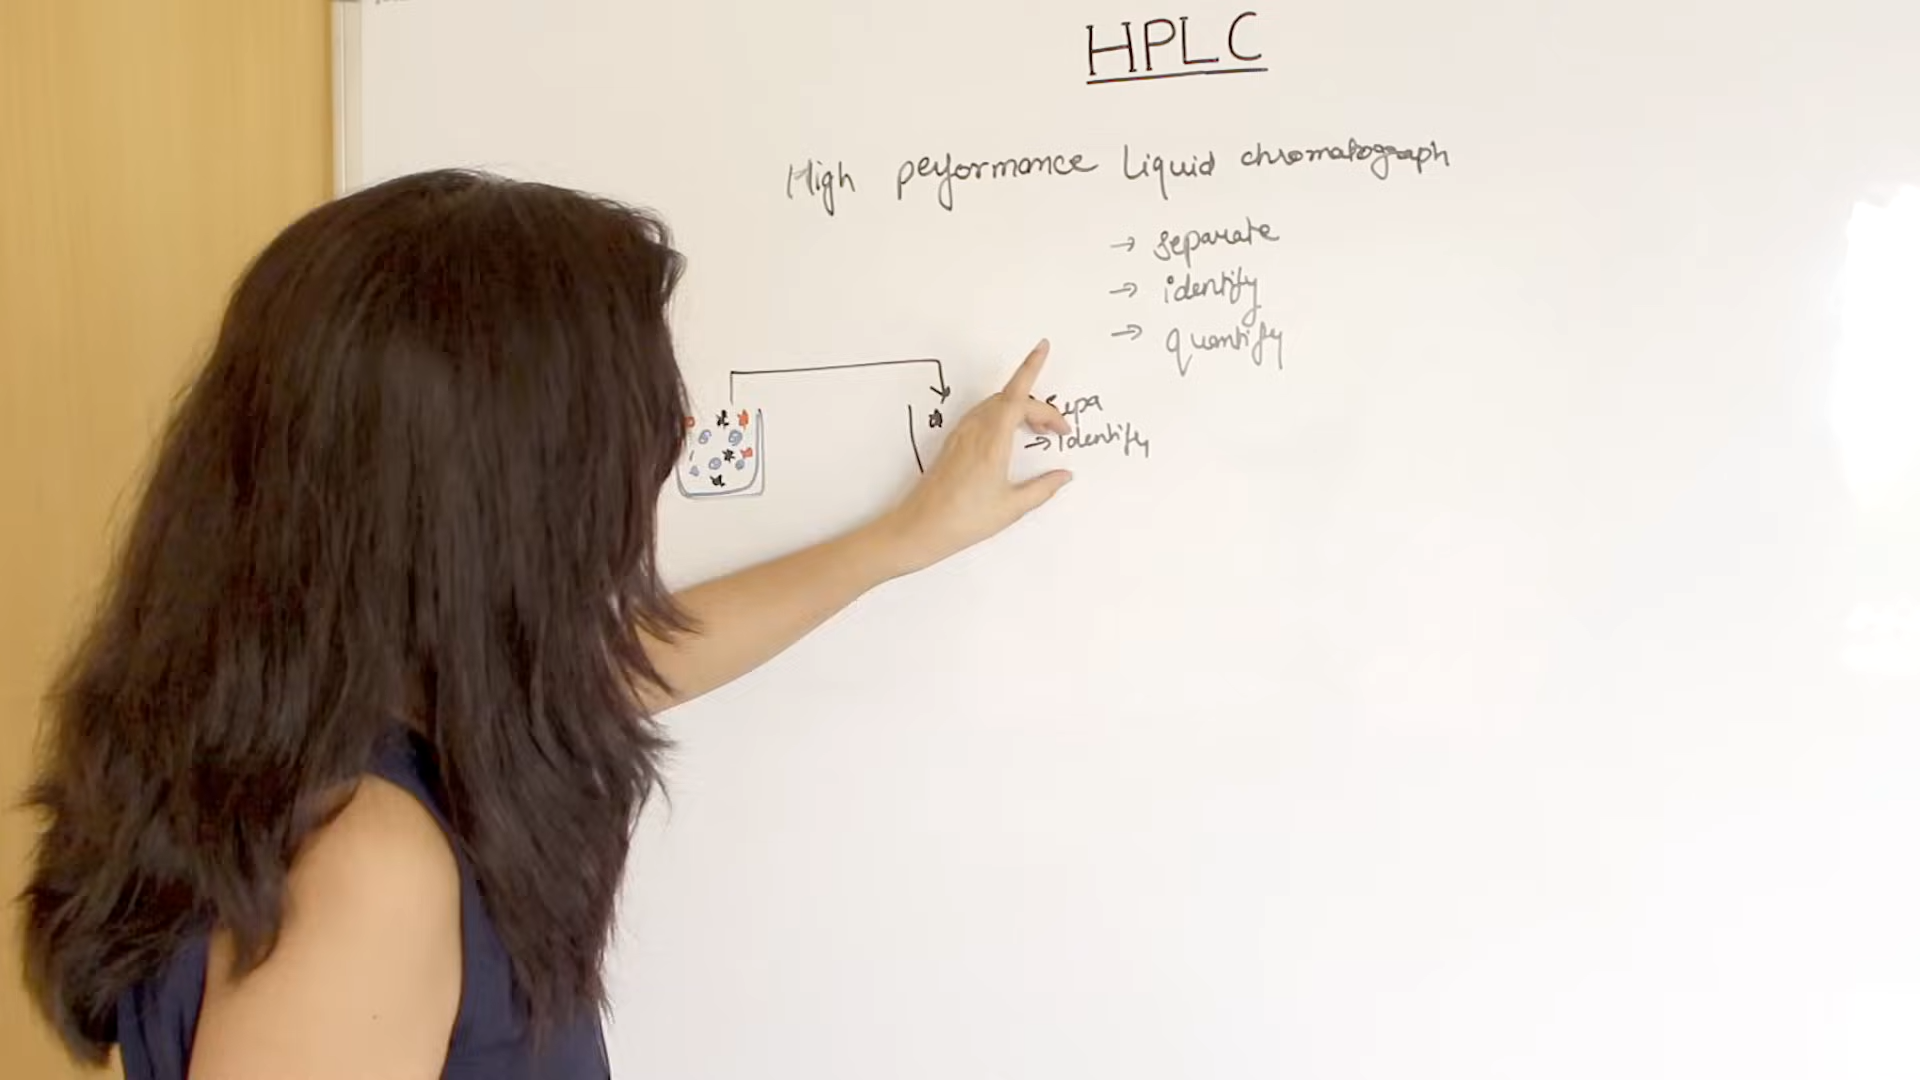 HPLC
High performance Liquid chromatograph
→ separate
→ identify
→ quantify
sepa
→ identify